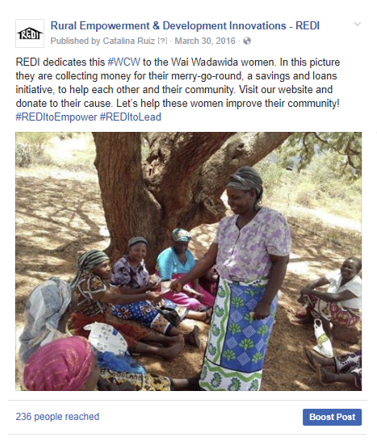 REDI
Rural Empowerment & Development Innovations - REDI
Published by Catalina Ruiz [?] · March 30, 2016 ·
REDI dedicates this #WCW to the Wai Wadawida women. In this picture
they are collecting money for their merry-go-round, a savings and loans
initiative, to help each other and their community. Visit our website and
donate to their cause. Let's help these women improve their community!
#REDItoEmpower #REDItoLead
236 people reached
Boost Post